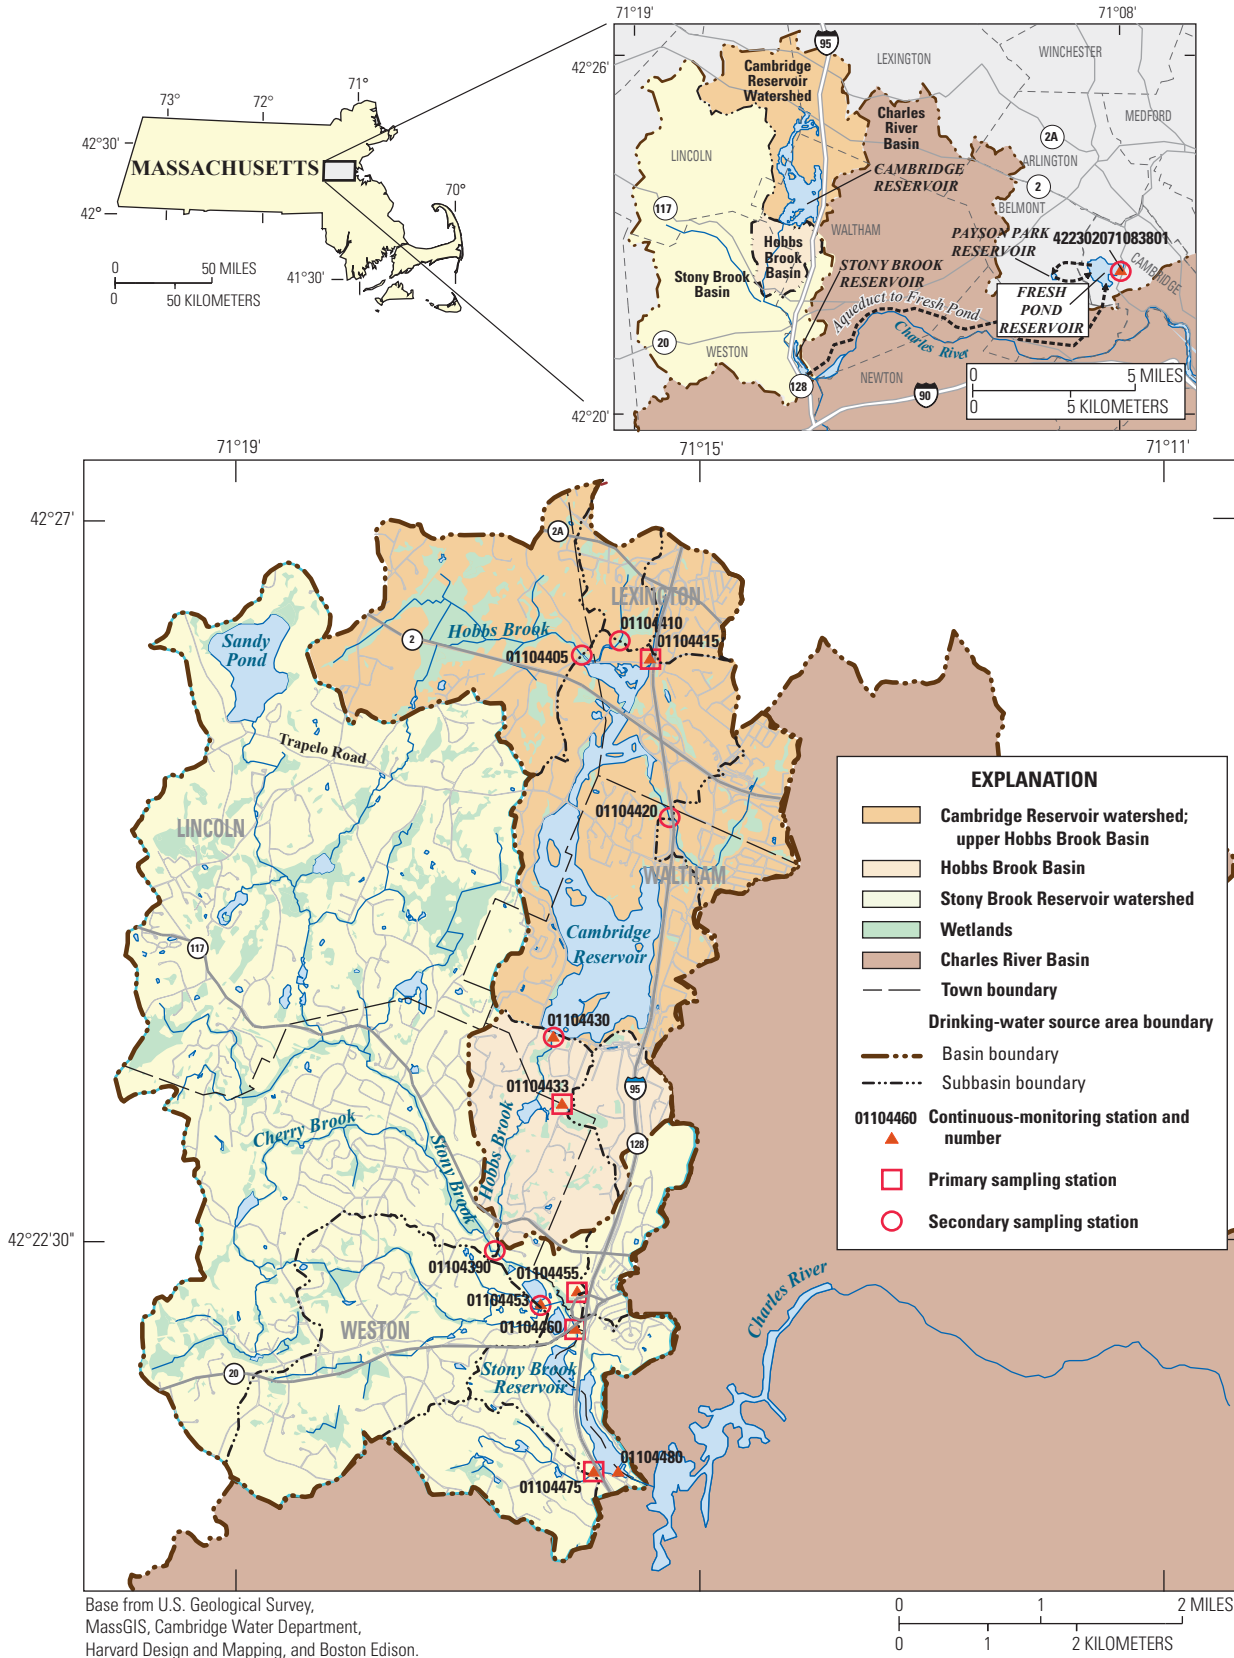 71°19'
71°08'
42°26'
95
LEXINGTON
WINCHESTER
Cambridge
Reservoir
Watershed
Charles
River
Basin
MEDFORD
2A
ARLINGTON
LINCOLN
CAMBRIDGE
RESERVOIR
2
BELMONT
117
WALTHAM
PAYSON PARK
RESERVOIR
422302071083801
CAMBRIDGE
Hobbs
Brook
Basin
STONY BROOK
RESERVOIR
Stony Brook
Basin
FRESH
POND
RESERVOIR
Aqueduct to Fresh Pond
Charles River
20
WESTON
128
NEWTON
90
0 5 MILES
0 5 KILOMETERS
42°20'
73°
72°
71°
42°30'
MASSACHUSETTS
42°
70°
41°30'
0 50 MILES
0 50 KILOMETERS
71°19'
71°15'
71°11'
42°27'
2A
LEXINGTON
01104410
Hobbs Brook
2
01104415
01104405
Sandy
Pond
Trapelo Road
LINCOLN
01104420
WALTHAM
117
Cambridge
Reservoir
01104430
01104433
95
Cherry Brook
Stony Brook
Hobbs Brook
128
42°22'30"
01104390
01104455
01104453
01104460
WESTON
20
Stony Brook
Reservoir
Charles River
01104480
01104475
EXPLANATION
Cambridge Reservoir watershed;
upper Hobbs Brook Basin
Hobbs Brook Basin
Stony Brook Reservoir watershed
Wetlands
Charles River Basin
Town boundary
Drinking-water source area boundary
Basin boundary
Subbasin boundary
01104460 Continuous-monitoring station and
number
Primary sampling station
Secondary sampling station
Base from U.S. Geological Survey,
MassGIS, Cambridge Water Department,
Harvard Design and Mapping, and Boston Edison.
0 1 2 MILES
0 1 2 KILOMETERS